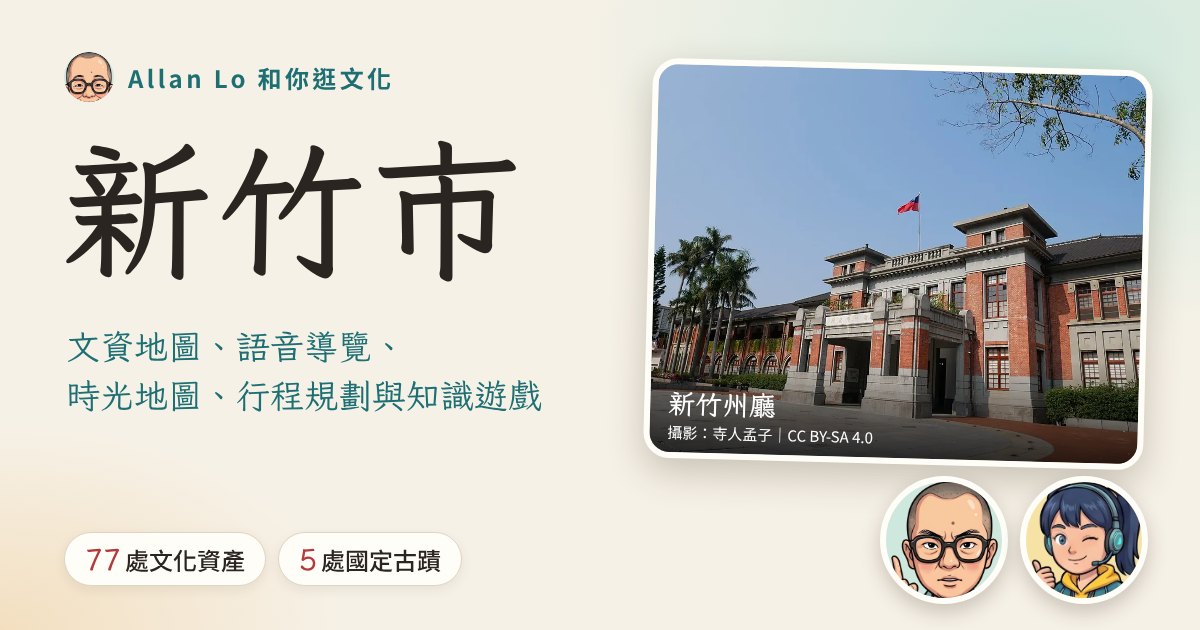 Allan Lo 和你逛文化
新竹市
文資地圖、語音導覽、
時光地圖、行程規劃與知識遊戲
77 處文化資產
5 處國定古蹟
新竹州廳
攝影：寺人孟子｜CC BY-SA 4.0